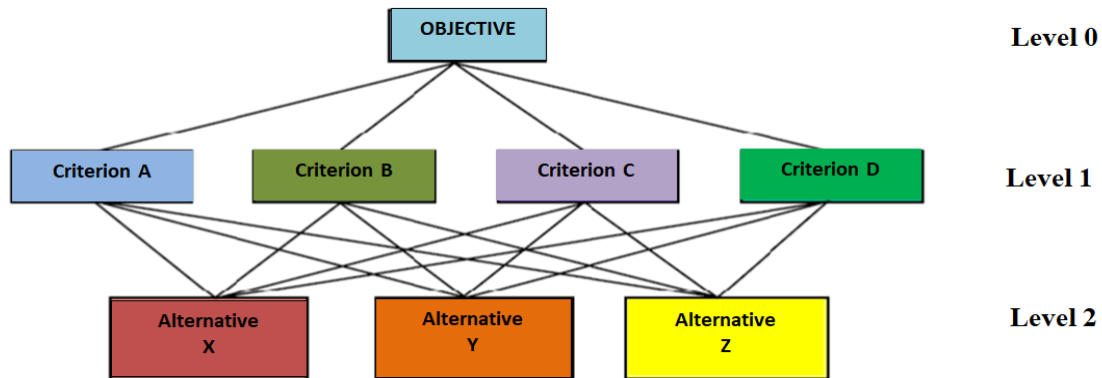 OBJECTIVE
Level 0
Criterion A
Criterion B
Criterion C
Criterion D
Level 1
Alternative
X
Alternative
Y
Alternative
Z
Level 2